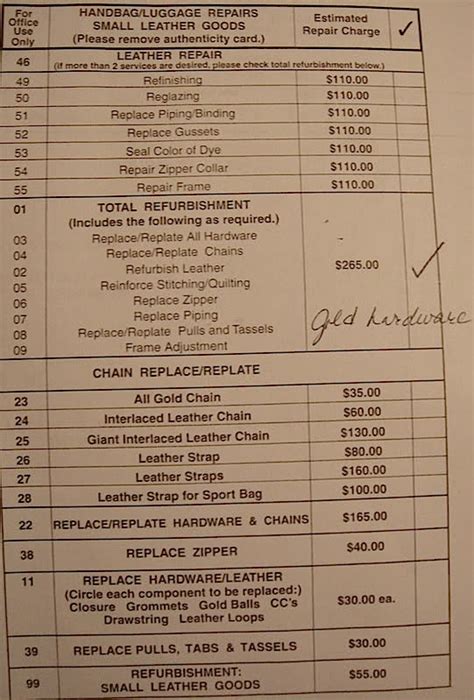 For Office Use Only
HANDBAG/LUGGAGE REPAIRS
SMALL LEATHER GOODS
(Please remove authenticity card.)
Estimated Repair Charge ✓
46 LEATHER REPAIR
(If more than 2 services are desired, please check total refurbishment below.)
49 Refinishing $110.00
50 Reglazing $110.00
51 Replace Piping/Binding $110.00
52 Replace Gussets $110.00
53 Seal Color of Dye $110.00
54 Repair Zipper Collar $110.00
55 Repair Frame $110.00
01 TOTAL REFURBISHMENT
(Includes the following as required.)
03 Replace/Replate All Hardware
04 Replace/Replate Chains
02 Refurbish Leather $265.00 ✓
05 Reinforce Stitching/Quilting
06 Replace Zipper
07 Replace Piping
gold hardware
08 Replace/Replate Pulls and Tassels
09 Frame Adjustment
CHAIN REPLACE/REPLATE
23 All Gold Chain $35.00
24 Interlaced Leather Chain $60.00
25 Giant Interlaced Leather Chain $130.00
26 Leather Strap $80.00
27 Leather Straps $160.00
28 Leather Strap for Sport Bag $100.00
22 REPLACE/REPLATE HARDWARE & CHAINS $165.00
38 REPLACE ZIPPER $40.00
11 REPLACE HARDWARE/LEATHER
(Circle each component to be replaced:)
Closure Grommets Gold Balls CC's
Drawstring Leather Loops
$30.00 ea.
39 REPLACE PULLS, TABS & TASSELS $30.00
99 REFURBISHMENT:
SMALL LEATHER GOODS
$55.00